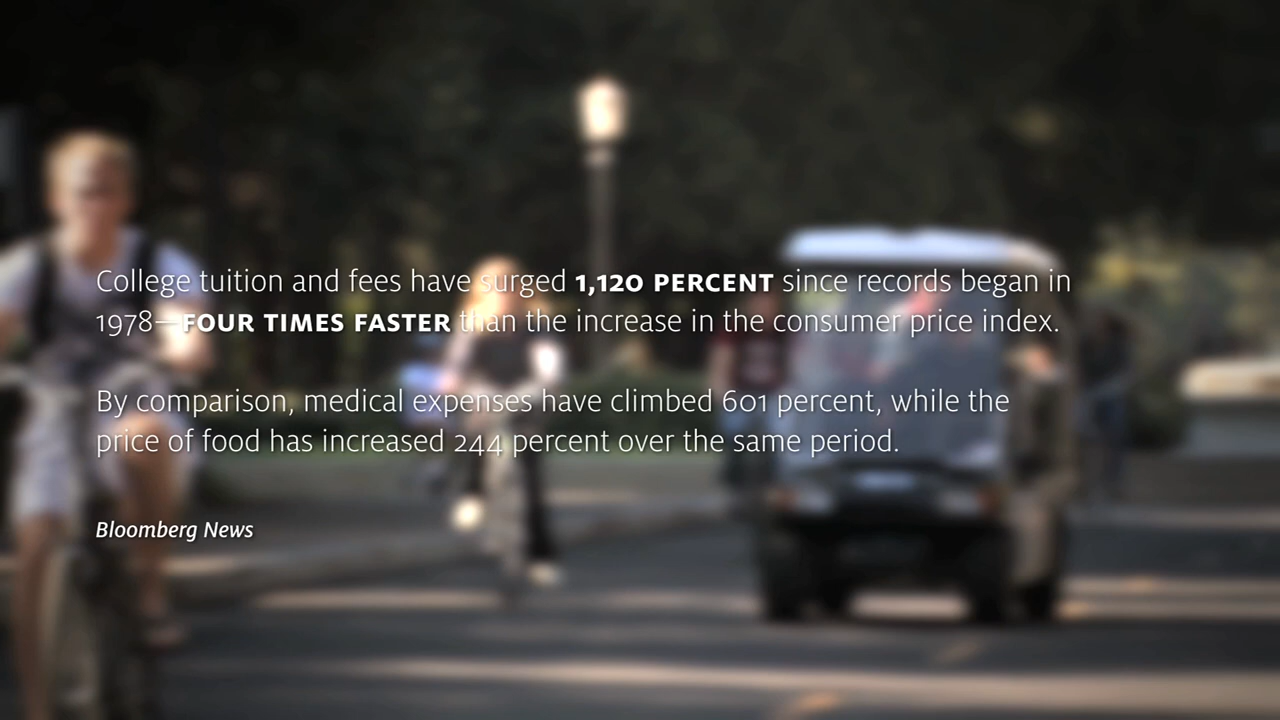 College tuition and fees have surged 1,120 PERCENT since records began in
1978—FOUR TIMES FASTER than the increase in the consumer price index.
By comparison, medical expenses have climbed 601 percent, while the
price of food has increased 244 percent over the same period.
Bloomberg News